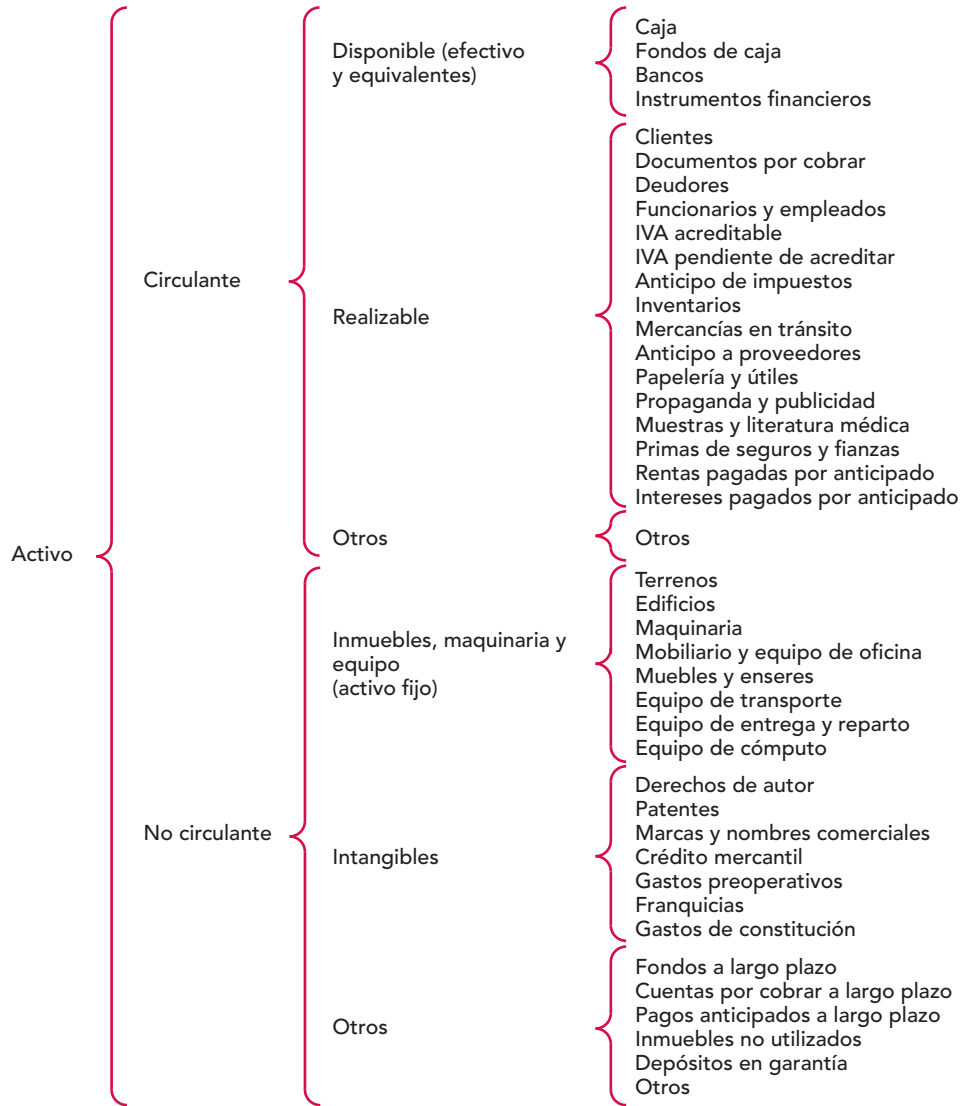 Activo
Circulante
Disponible (efectivo
y equivalentes)
Caja
Fondos de caja
Bancos
Instrumentos financieros
Realizable
Clientes
Documentos por cobrar
Deudores
Funcionarios y empleados
IVA acreditable
IVA pendiente de acreditar
Anticipo de impuestos
Inventarios
Mercancías en tránsito
Anticipo a proveedores
Papelería y útiles
Propaganda y publicidad
Muestras y literatura médica
Primas de seguros y fianzas
Rentas pagadas por anticipado
Intereses pagados por anticipado
Otros
Otros
No circulante
Inmuebles, maquinaria y
equipo
(activo fijo)
Terrenos
Edificios
Maquinaria
Mobiliario y equipo de oficina
Muebles y enseres
Equipo de transporte
Equipo de entrega y reparto
Equipo de cómputo
Intangibles
Derechos de autor
Patentes
Marcas y nombres comerciales
Crédito mercantil
Gastos preoperativos
Franquicias
Gastos de constitución
Otros
Fondos a largo plazo
Cuentas por cobrar a largo plazo
Pagos anticipados a largo plazo
Inmuebles no utilizados
Depósitos en garantía
Otros